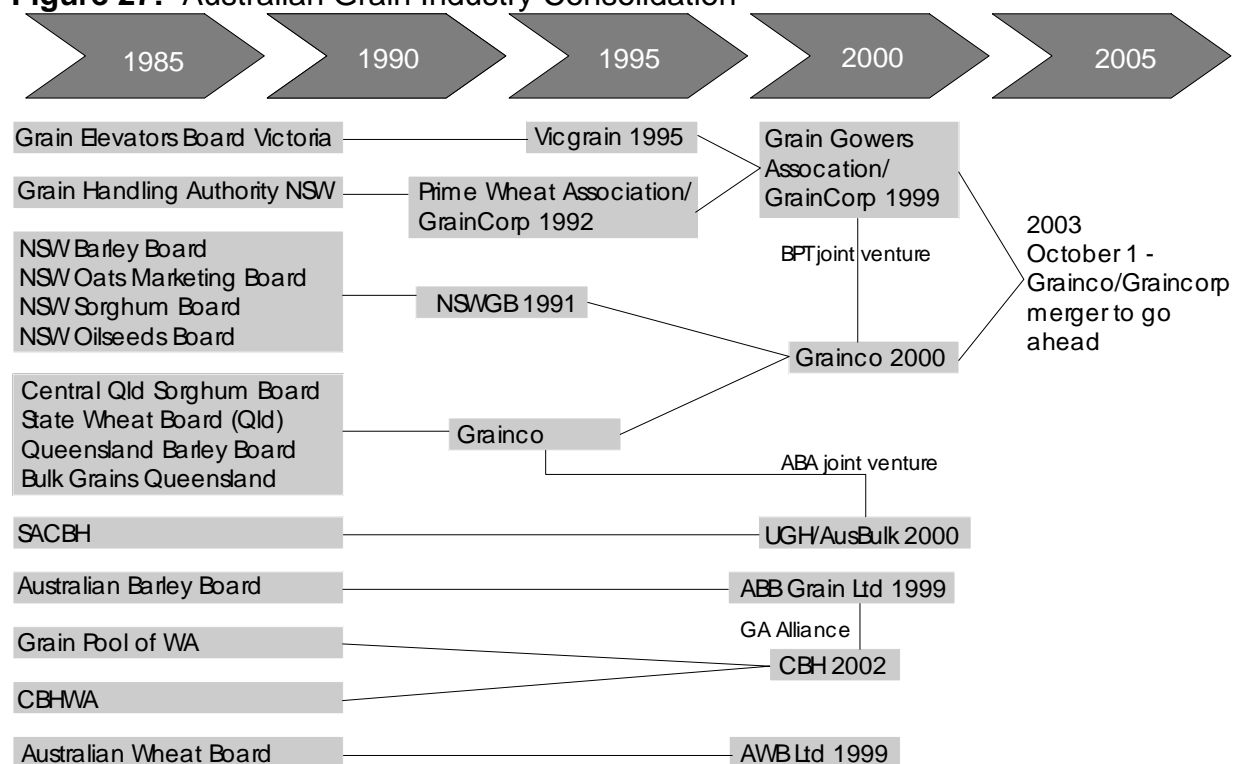 Figure 27: Australian Grain Industry Consolidation
1985
1990
1995
2000
2005
Grain Elevators Board Victoria
Vicgrain 1995
Grain Gowers
Assocation/
GrainCorp 1999
Grain Handling Authority NSW
Prime Wheat Association/
GrainCorp 1992
2003
October 1 -
Grainco/Graincorp
merger to go
ahead
NSW Barley Board
NSW Oats Marketing Board
NSW Sorghum Board
NSW Oilseeds Board
NSWGB 1991
BPT joint venture
Grainco 2000
Central Qld Sorghum Board
State Wheat Board (Qld)
Queensland Barley Board
Bulk Grains Queensland
Grainco
ABA joint venture
SACBH
UGH/AusBulk 2000
Australian Barley Board
ABB Grain Ltd 1999
GA Alliance
Grain Pool of WA
CBH 2002
CBHWA
Australian Wheat Board
AWB Ltd 1999